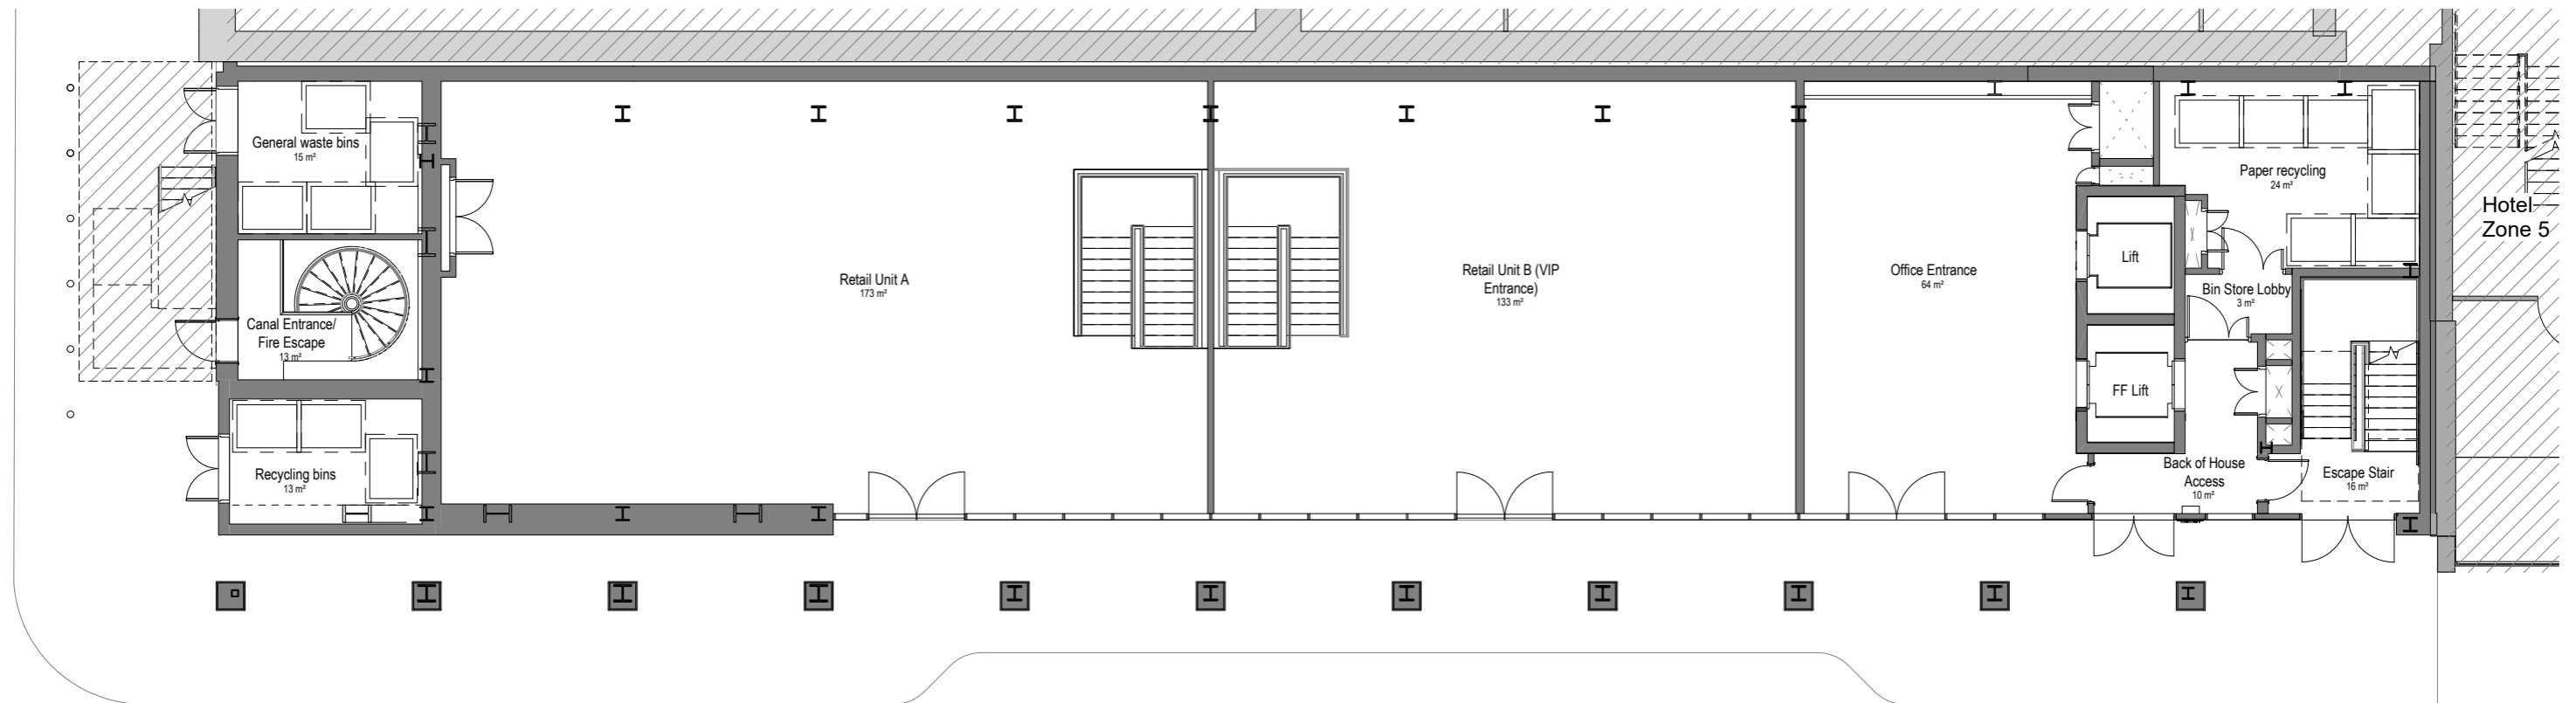 General waste bins
15 m²
Canal Entrance/
Fire Escape
13 m²
Recycling bins
13 m²
Retail Unit A
173 m²
Retail Unit B (VIP
Entrance)
133 m²
Office Entrance
64 m²
Lift
FF Lift
Paper recycling
24 m²
Bin Store Lobby
3 m²
Back of House
Access
10 m²
Escape Stair
16 m²
Hotel
Zone 5